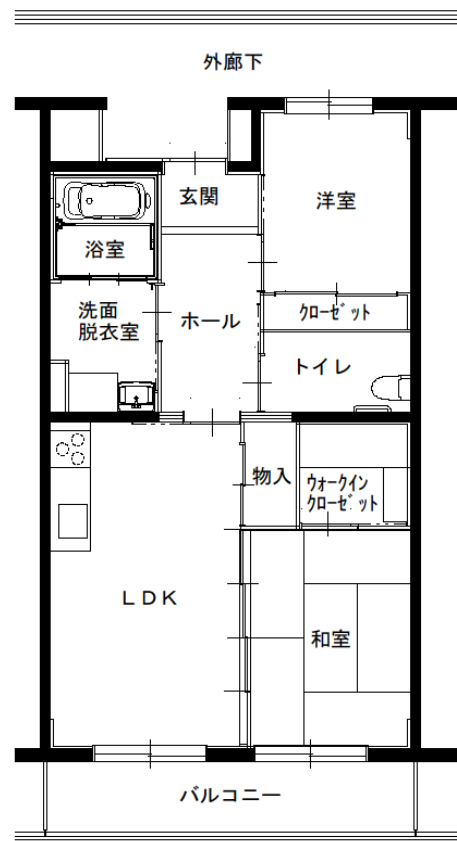 外廊下
玄関
洋室
浴室
洗面
脱衣室
ホール
クローゼット
トイレ
物入
ウォークイン
クローゼット
LDK
和室
バルコニー